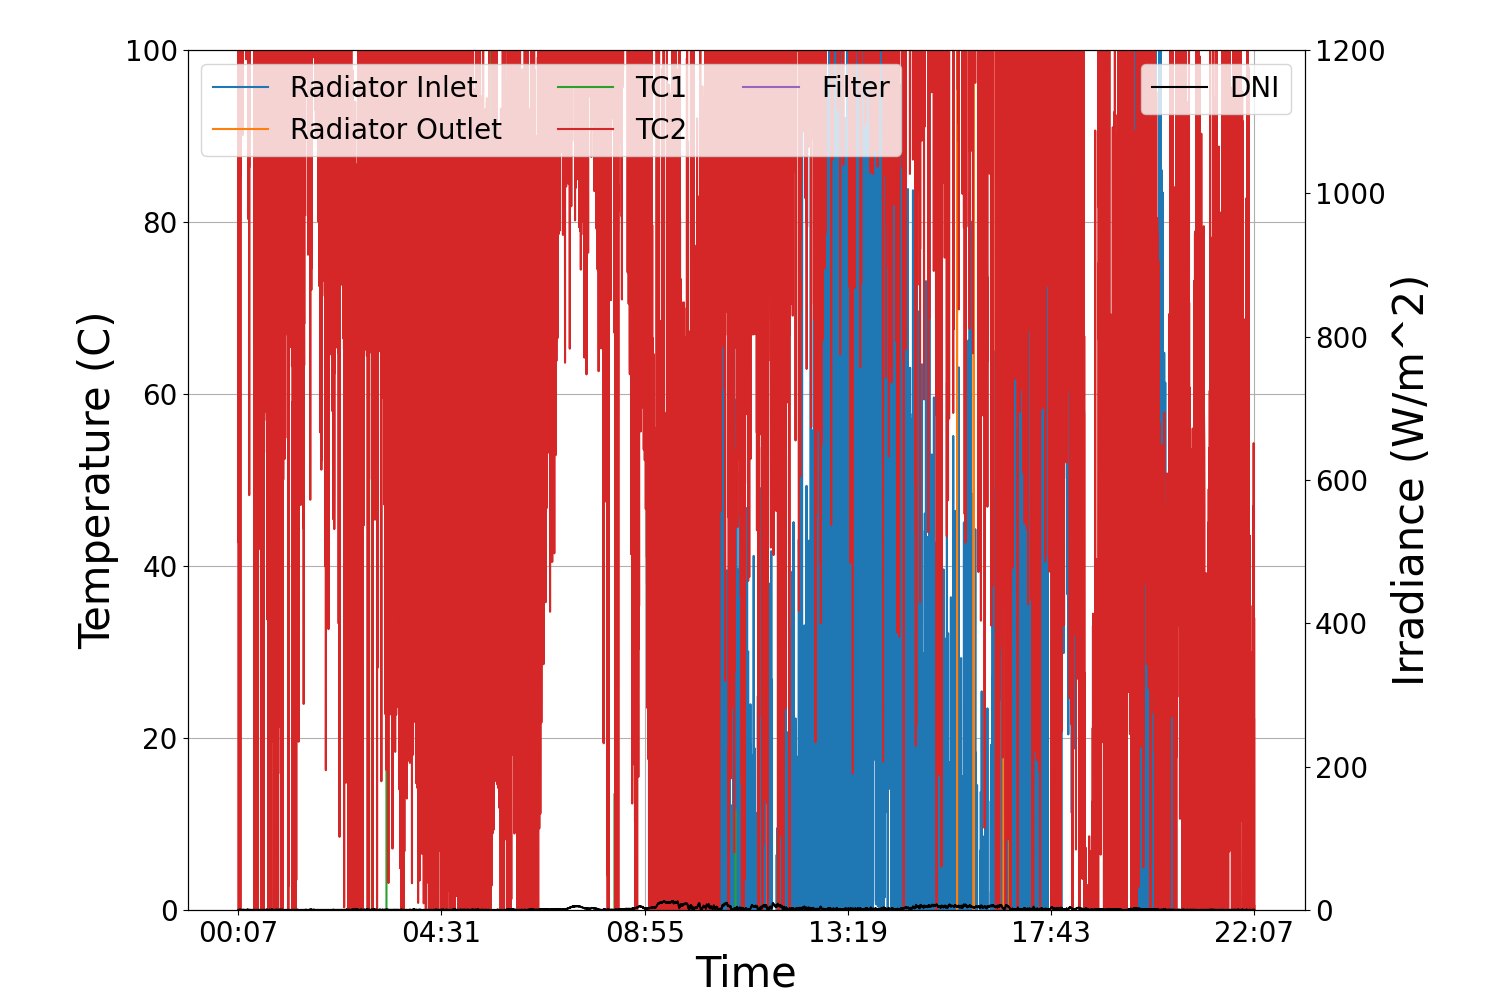 100
80
60
40
20
0
Temperature (C)
Radiator Inlet
Radiator Outlet
TC1
TC2
Filter
DNI
1200
1000
800
600
400
200
0
Irradiance (W/m^2)
00:07
04:31
08:55
13:19
17:43
22:07
Time